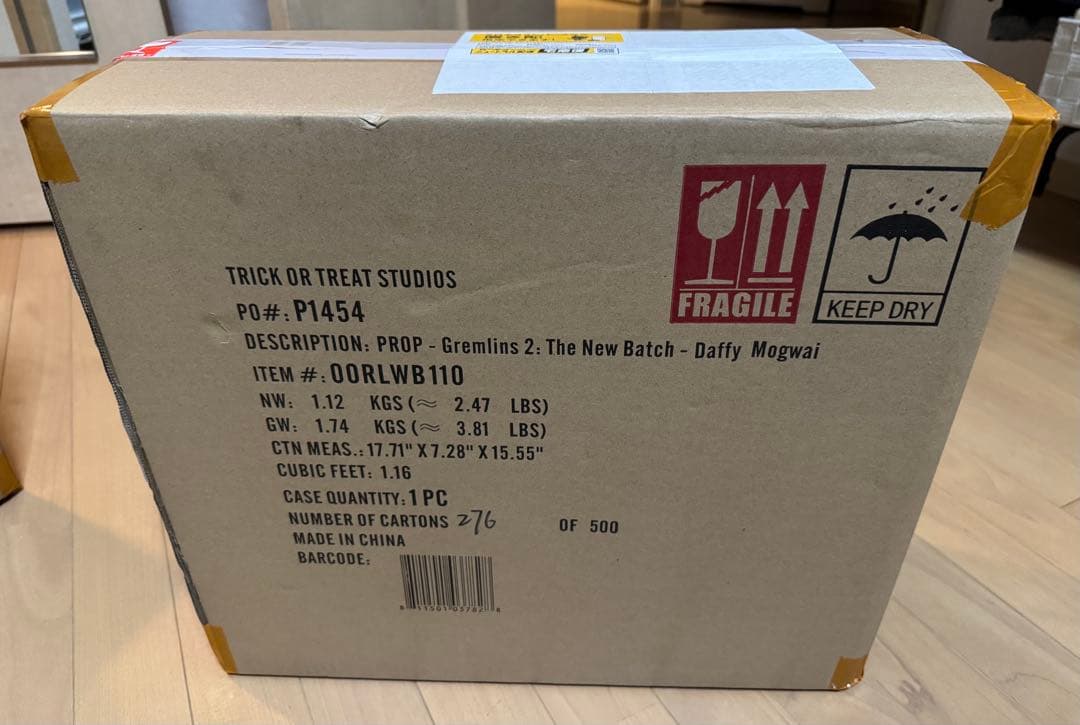 TRICK OR TREAT STUDIOS
PO#: P1454
DESCRIPTION: PROP - Gremlins 2: The New Batch - Daffy Mogwai
ITEM #: 00RLWB110
NW: 1.12 KGS (≈ 2.47 LBS)
GW: 1.74 KGS (≈ 3.81 LBS)
CTN MEAS.: 17.71" X 7.28" X 15.55"
CUBIC FEET: 1.16
CASE QUANTITY: 1 PC
NUMBER OF CARTONS 276 OF 500
MADE IN CHINA
BARCODE:
FRAGILE
KEEP DRY